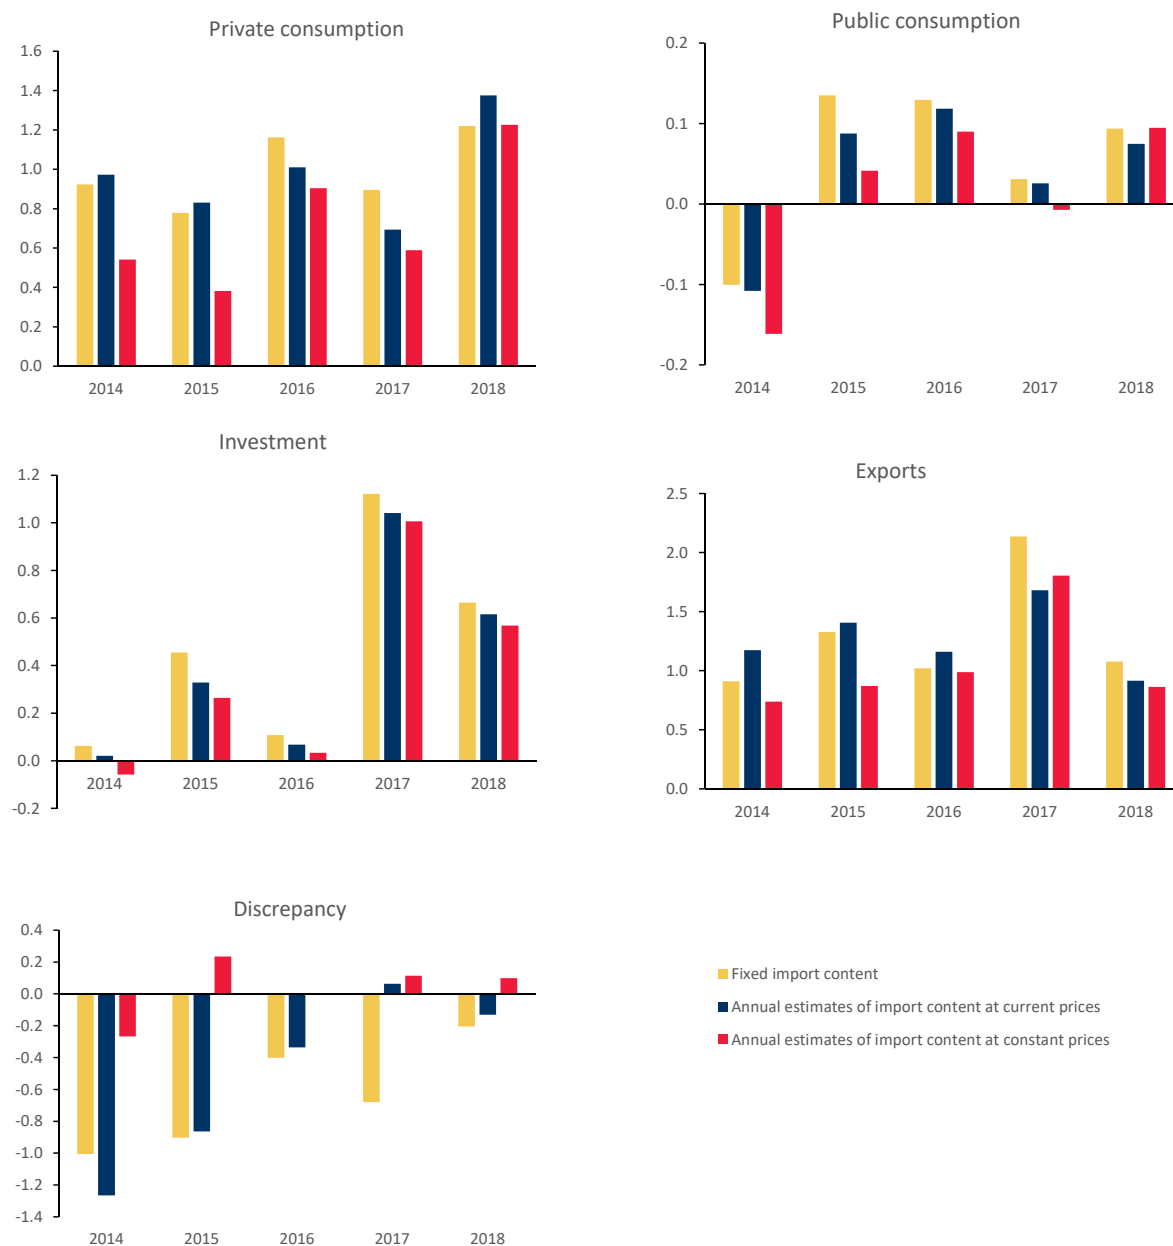 Private consumption
1.6
1.4
1.2
1.0
0.8
0.6
0.4
0.2
0.0
2014 2015 2016 2017 2018
Public consumption
0.2
0.1
0.0
-0.1
-0.2
2014 2015 2016 2017 2018
Investment
1.2
1.0
0.8
0.6
0.4
0.2
0.0
-0.2
2014 2015 2016 2017 2018
Exports
2.5
2.0
1.5
1.0
0.5
0.0
2014 2015 2016 2017 2018
Discrepancy
0.4
0.2
0.0
-0.2
-0.4
-0.6
-0.8
-1.0
-1.2
-1.4
2014 2015 2016 2017 2018
Fixed import content
Annual estimates of import content at current prices
Annual estimates of import content at constant prices